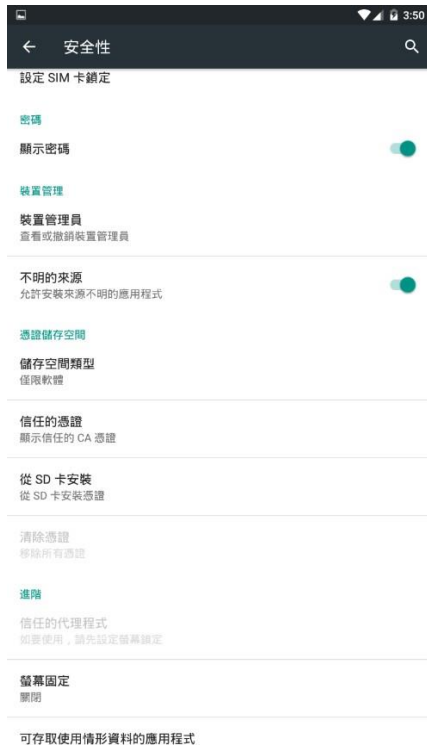 3:50
安全性
設定 SIM 卡鎖定
密碼
顯示密碼
裝置管理
裝置管理員
查看或撤銷裝置管理員
不明的來源
允許安裝來源不明的應用程式
憑證儲存空間
儲存空間類型
僅限軟體
信任的憑證
顯示信任的 CA 憑證
從 SD 卡安裝
從 SD 卡安裝憑證
清除憑證
移除所有憑證
進階
信任的代理程式
如要使用，請先設定螢幕鎖定
螢幕固定
關閉
可存取使用情形資料的應用程式